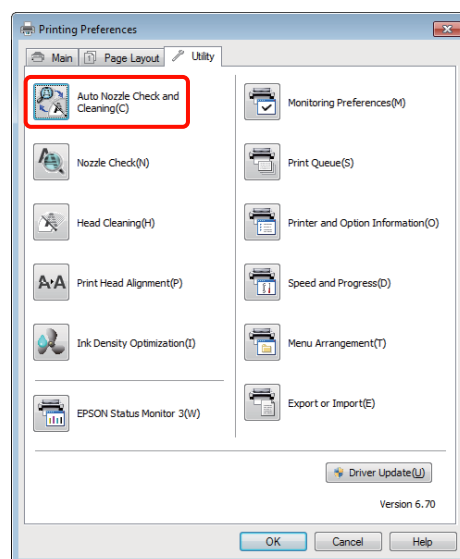 Printing Preferences
Main
Page Layout
Utility
Auto Nozzle Check and
Cleaning(C)
Monitoring Preferences(M)
Nozzle Check(N)
Print Queue(S)
Head Cleaning(H)
Printer and Option Information(O)
Print Head Alignment(P)
Speed and Progress(D)
Ink Density Optimization(I)
Menu Arrangement(T)
EPSON Status Monitor 3(W)
Export or Import(E)
Driver Update(U)
Version 6.70
OK
Cancel
Help